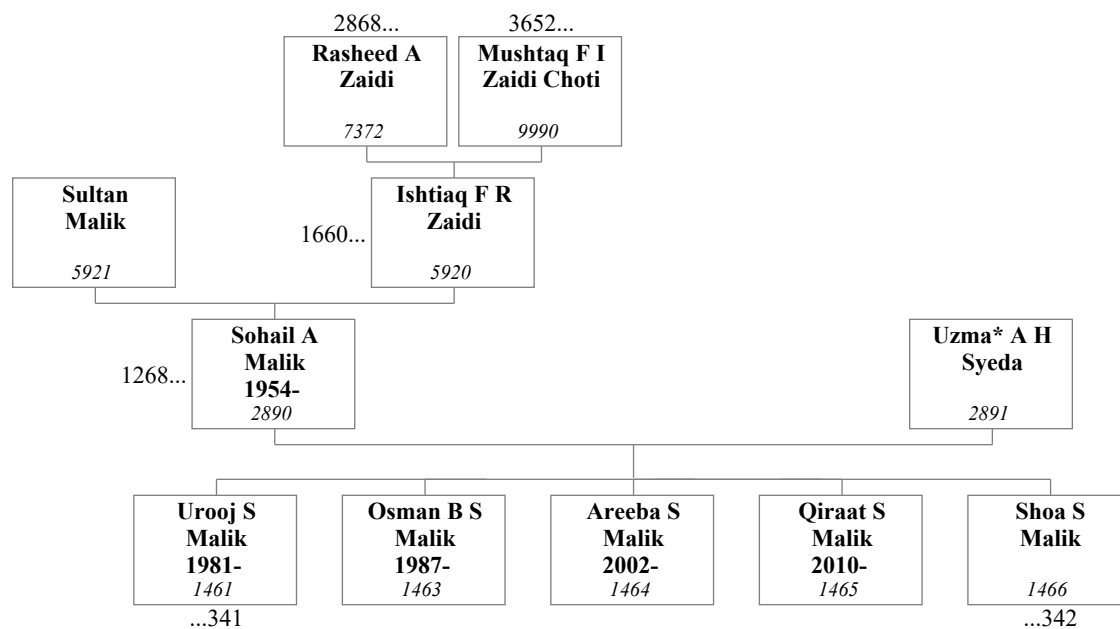 2868...
3652...
Rasheed A
Zaidi
7372
Mushtaq F I
Zaidi Choti
9990
Sultan
Malik
5921
1660...
Ishtiaq F R
Zaidi
5920
1268...
Sohail A
Malik
1954-
2890
Uzma* A H
Syeda
2891
Urooj S
Malik
1981-
1461
...341
Osman B S
Malik
1987-
1463
Areeba S
Malik
2002-
1464
Qiraat S
Malik
2010-
1465
Shoa S
Malik
1466
...342